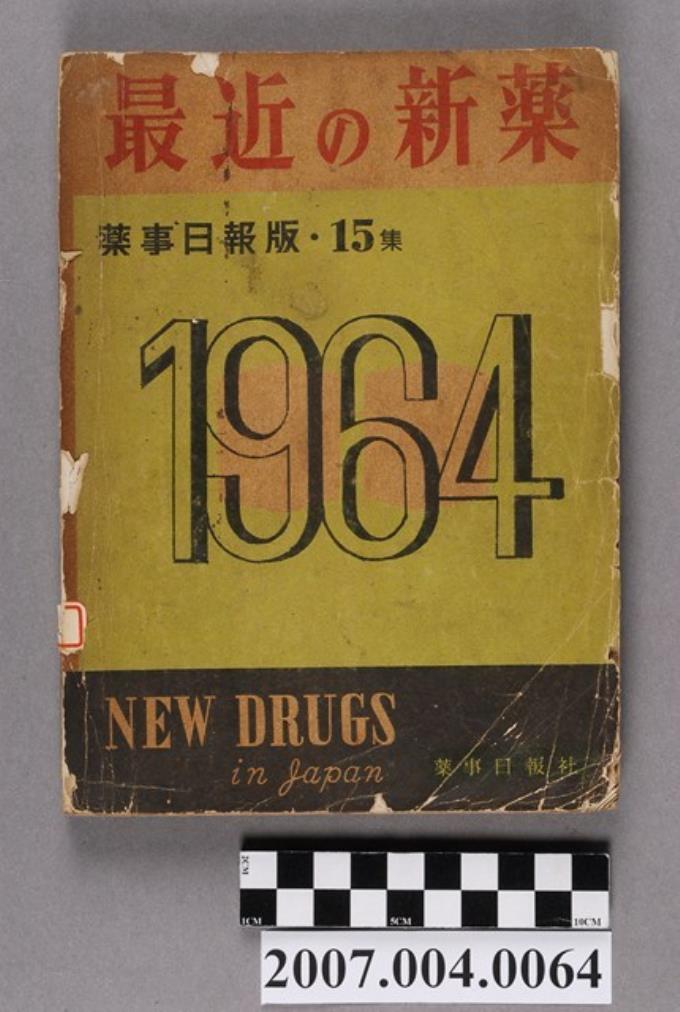 最近の新薬
薬事日報版・15集
1964
NEW DRUGS
in Japan
薬事日報社
2CM
1CM
5CM
10CM
2007.004.0064